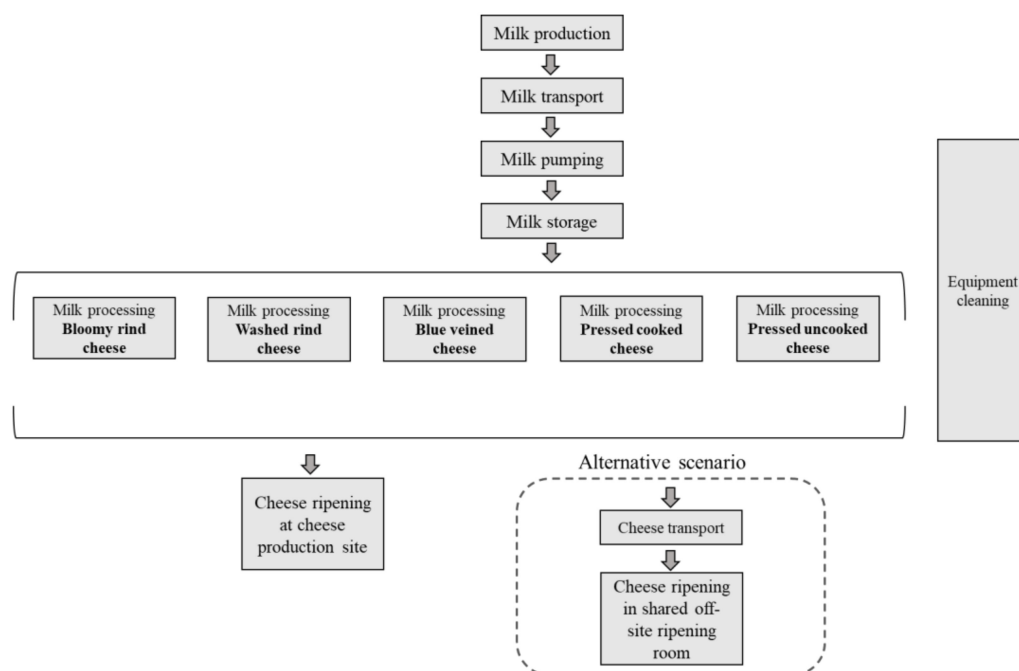 Milk production
Milk transport
Milk pumping
Milk storage
Equipment
cleaning
Milk processing
Bloomy rind
cheese
Milk processing
Washed rind
cheese
Milk processing
Blue veined
cheese
Milk processing
Pressed cooked
cheese
Milk processing
Pressed uncooked
cheese
Cheese ripening
at cheese
production site
Alternative scenario
Cheese transport
Cheese ripening
in shared off-
site ripening
room